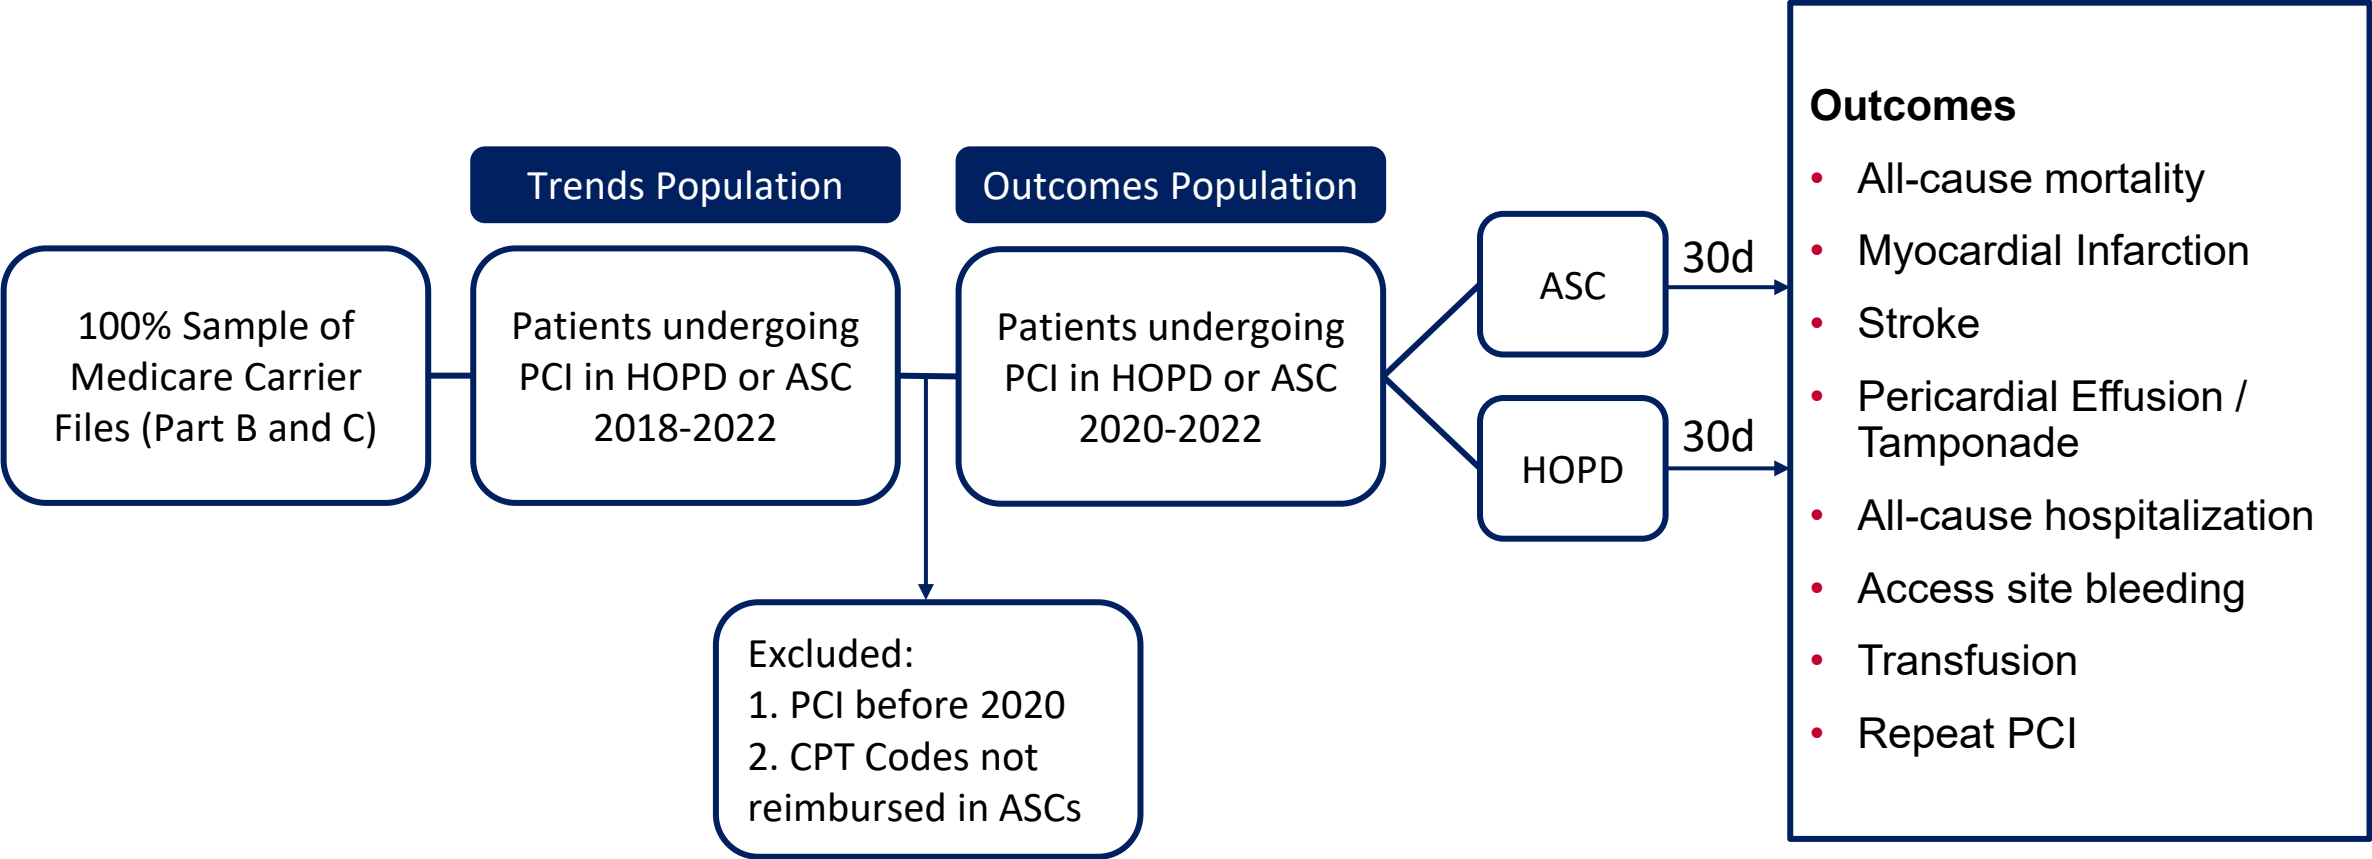 100% Sample of
Medicare Carrier
Files (Part B and C)
Trends Population
Patients undergoing
PCI in HOPD or ASC
2018-2022
Excluded:
1. PCI before 2020
2. CPT Codes not
reimbursed in ASCs
Outcomes Population
Patients undergoing
PCI in HOPD or ASC
2020-2022
ASC
30d
HOPD
30d
Outcomes
• All-cause mortality
• Myocardial Infarction
• Stroke
• Pericardial Effusion /
Tamponade
• All-cause hospitalization
• Access site bleeding
• Transfusion
• Repeat PCI